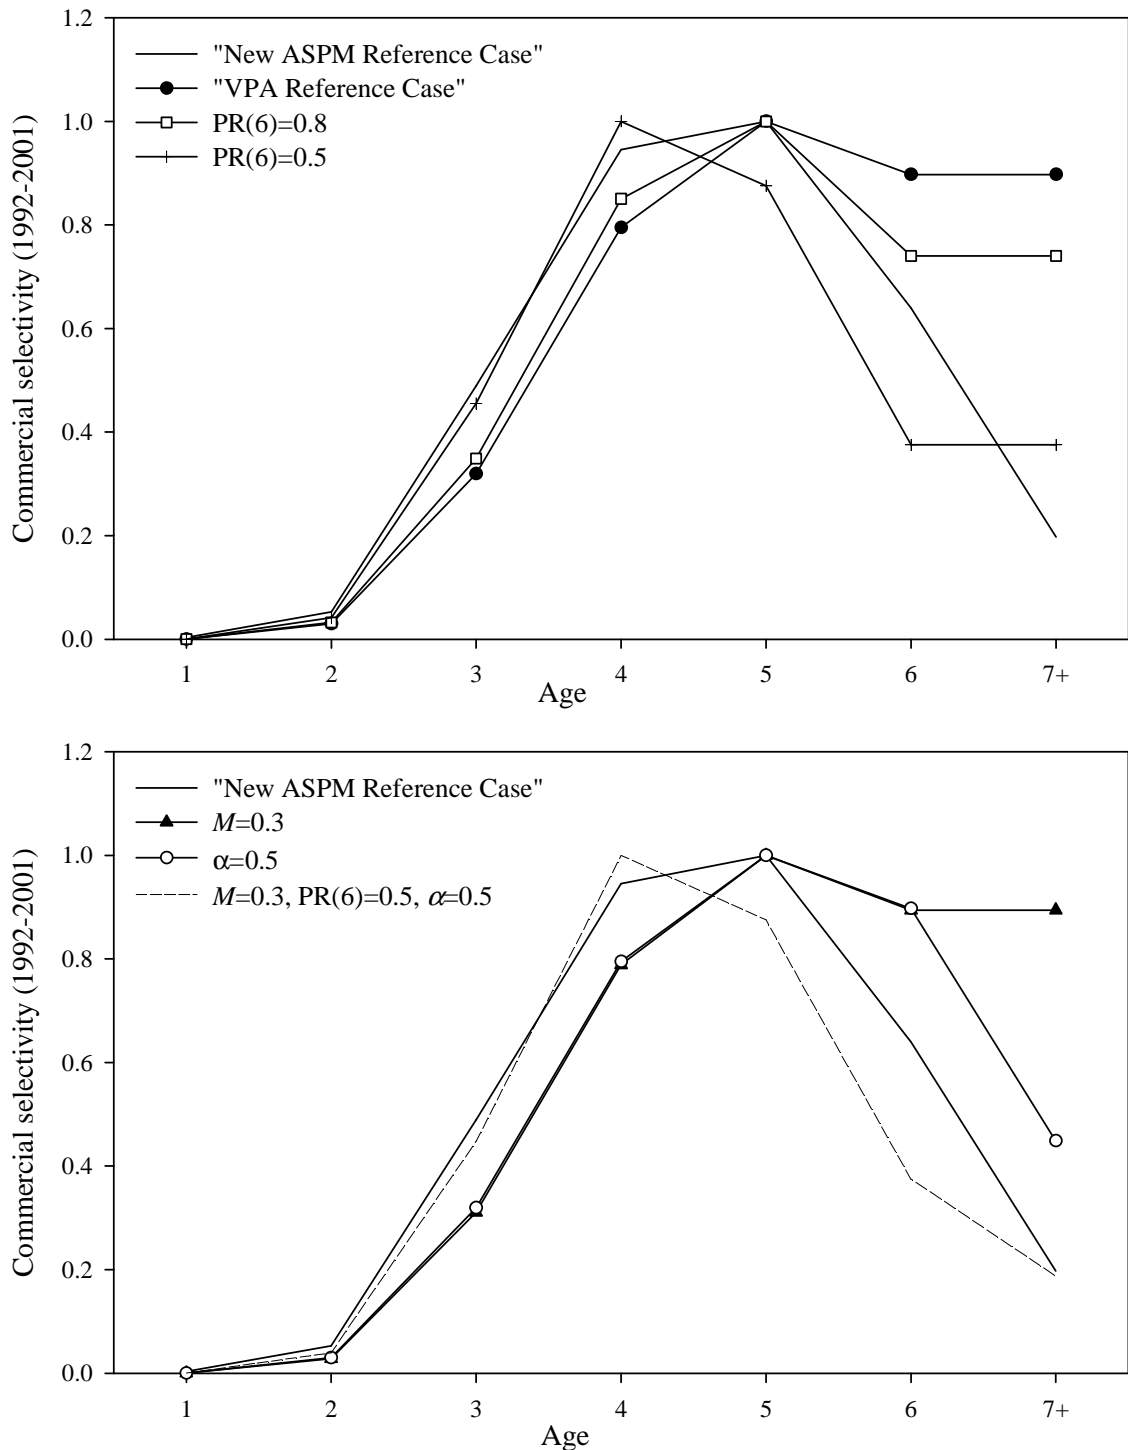 Commercial selectivity (1992-2001)
1.2
1.0
0.8
0.6
0.4
0.2
0.0
"New ASPM Reference Case"
"VPA Reference Case"
PR(6)=0.8
PR(6)=0.5
1 2 3 4 5 6 7+
Age
Commercial selectivity (1992-2001)
1.2
1.0
0.8
0.6
0.4
0.2
0.0
"New ASPM Reference Case"
M=0.3
α=0.5
M=0.3, PR(6)=0.5, α=0.5
1 2 3 4 5 6 7+
Age